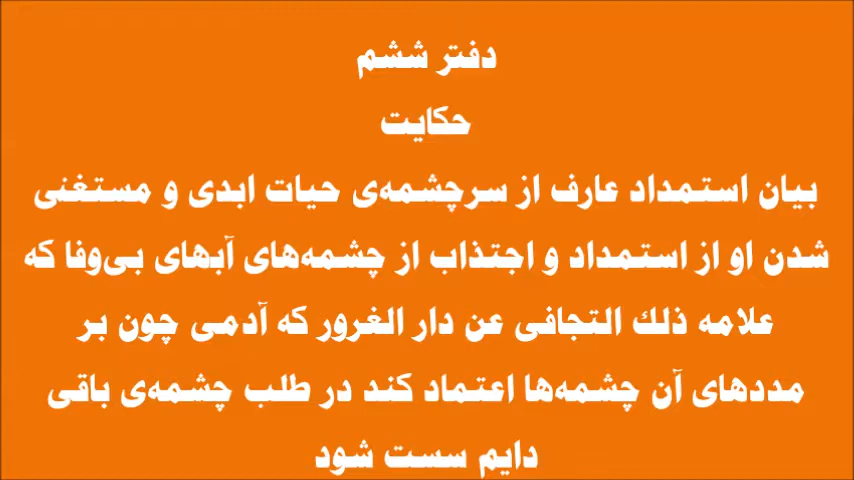 دفتر ششم
حکایت
بیان استمداد عارف از سرچشمه‌ی حیات ابدی و مستغنی
شدن او از استمداد و اجتذاب از چشمه‌های آبهای بی‌وفا که
علامه ذلك التجافی عن دار الغرور که آدمی چون بر
مددهای آن چشمه‌ها اعتماد کند در طلب چشمه‌ی باقی
دایم سست شود